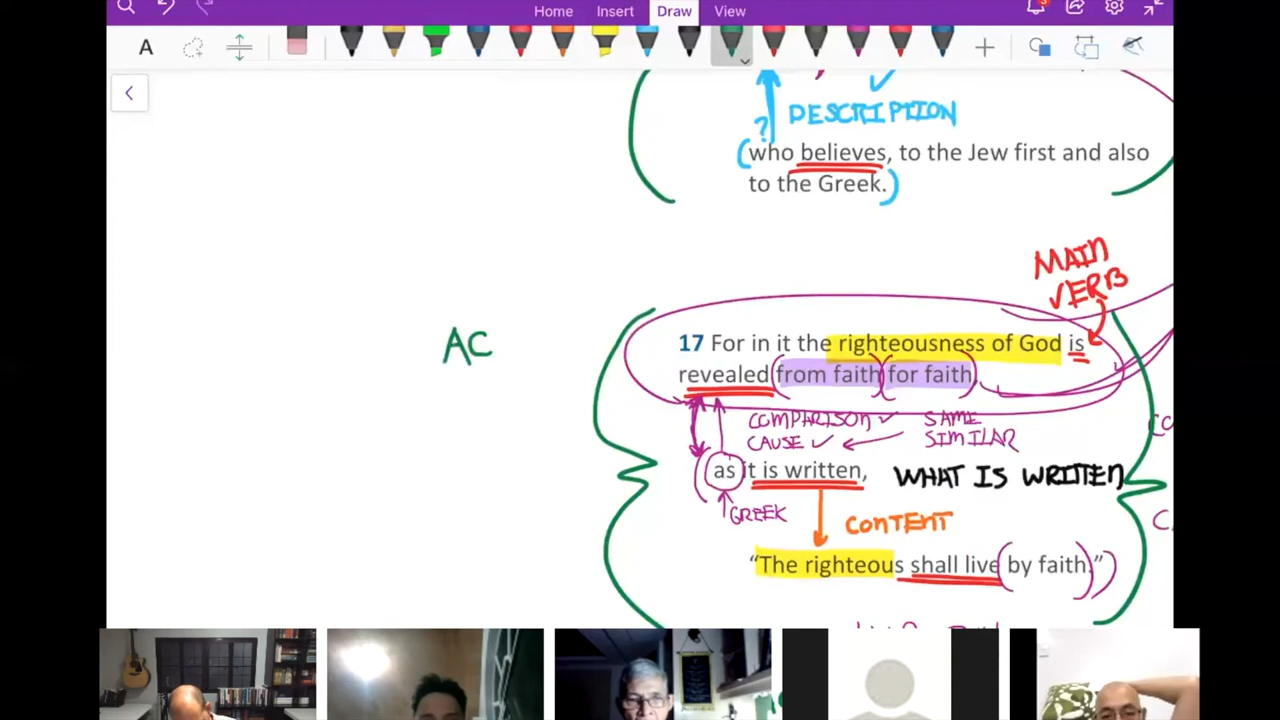 Home Insert Draw View
A
DESCRIPTION
?
(who believes, to the Jew first and also
to the Greek.)
MAIN
VERB
17 For in it the righteousness of God is
revealed (from faith) (for faith,
COMPARISON ✓ SAME
CAUSE ✓ SIMILAR
AC
(as it is written, WHAT IS WRITTEN
GREEK
CONTENT
“The righteous shall live (by faith.”))